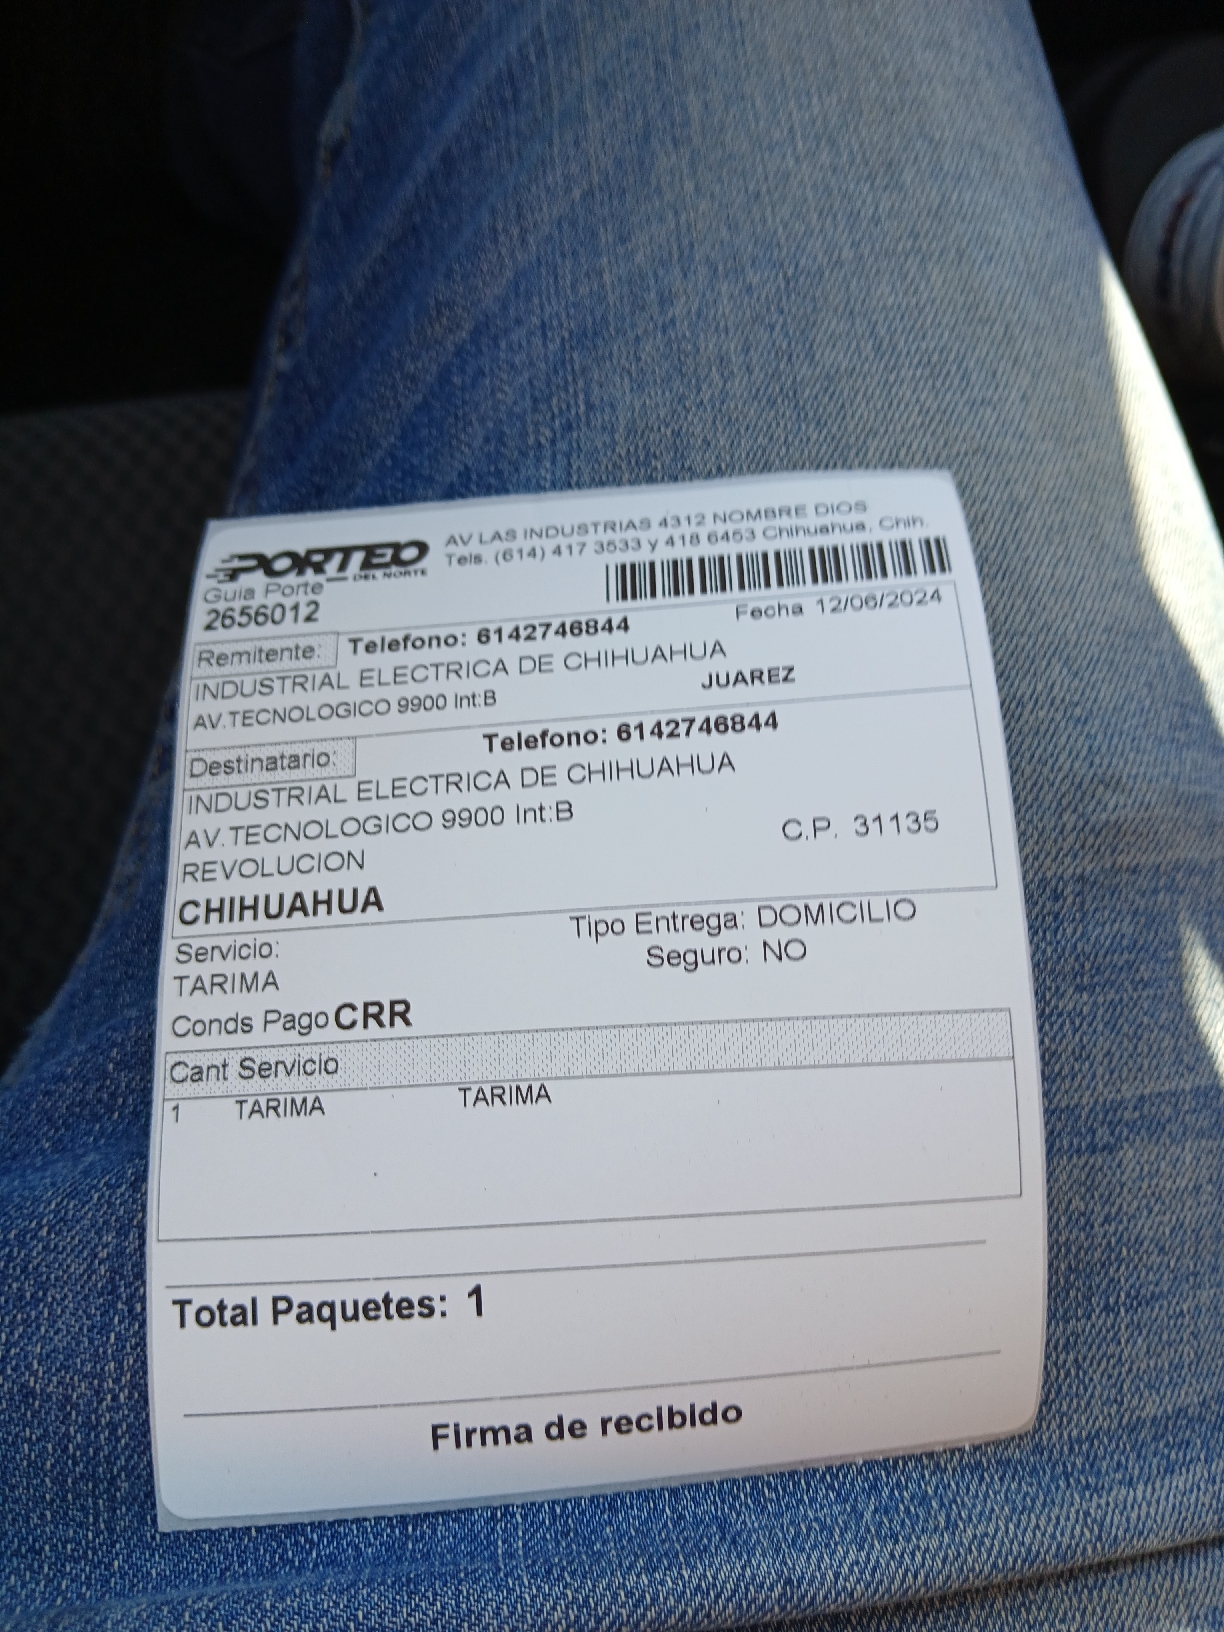 AV LAS INDUSTRIAS 4312 NOMBRE DIOS
Tels. (614) 417 3533 y 418 6453 Chihuahua, Chih.
PORTEO
DEL NORTE
Guia Porte
2656012
Fecha 12/06/2024
Remitente: Telefono: 6142746844
INDUSTRIAL ELECTRICA DE CHIHUAHUA
AV.TECNOLOGICO 9900 Int:B JUAREZ
Destinatario: Telefono: 6142746844
INDUSTRIAL ELECTRICA DE CHIHUAHUA
AV.TECNOLOGICO 9900 Int:B
REVOLUCION C.P. 31135
CHIHUAHUA
Servicio: Tipo Entrega: DOMICILIO
TARIMA Seguro: NO
Conds Pago CRR
Cant Servicio
1 TARIMA TARIMA
Total Paquetes: 1
Firma de recibido